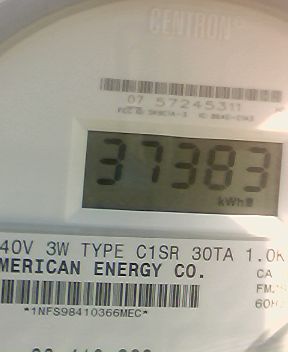 CENTRON®
07 57245311
37383
kWh
40V 3W TYPE C1SR 30TA 1.0K
MERICAN ENERGY CO.
CA
FM
60H
*1NFS98410366MEC*